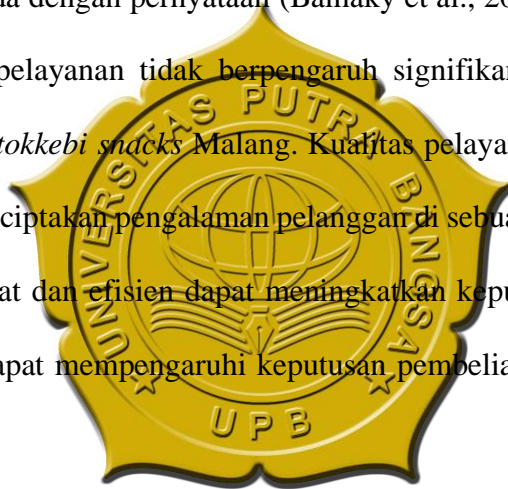 da dengan pernyataan (Bamaky et al., 20
pelayanan tidak berpengaruh signifikan
tokkebi snacks Malang. Kualitas pelaya
ciptakan pengalaman pelanggan di sebua
at dan efisien dapat meningkatkan kepu
apat mempengaruhi keputusan pembelia
UNIVERSITAS PUTRA BANGSA
UPB